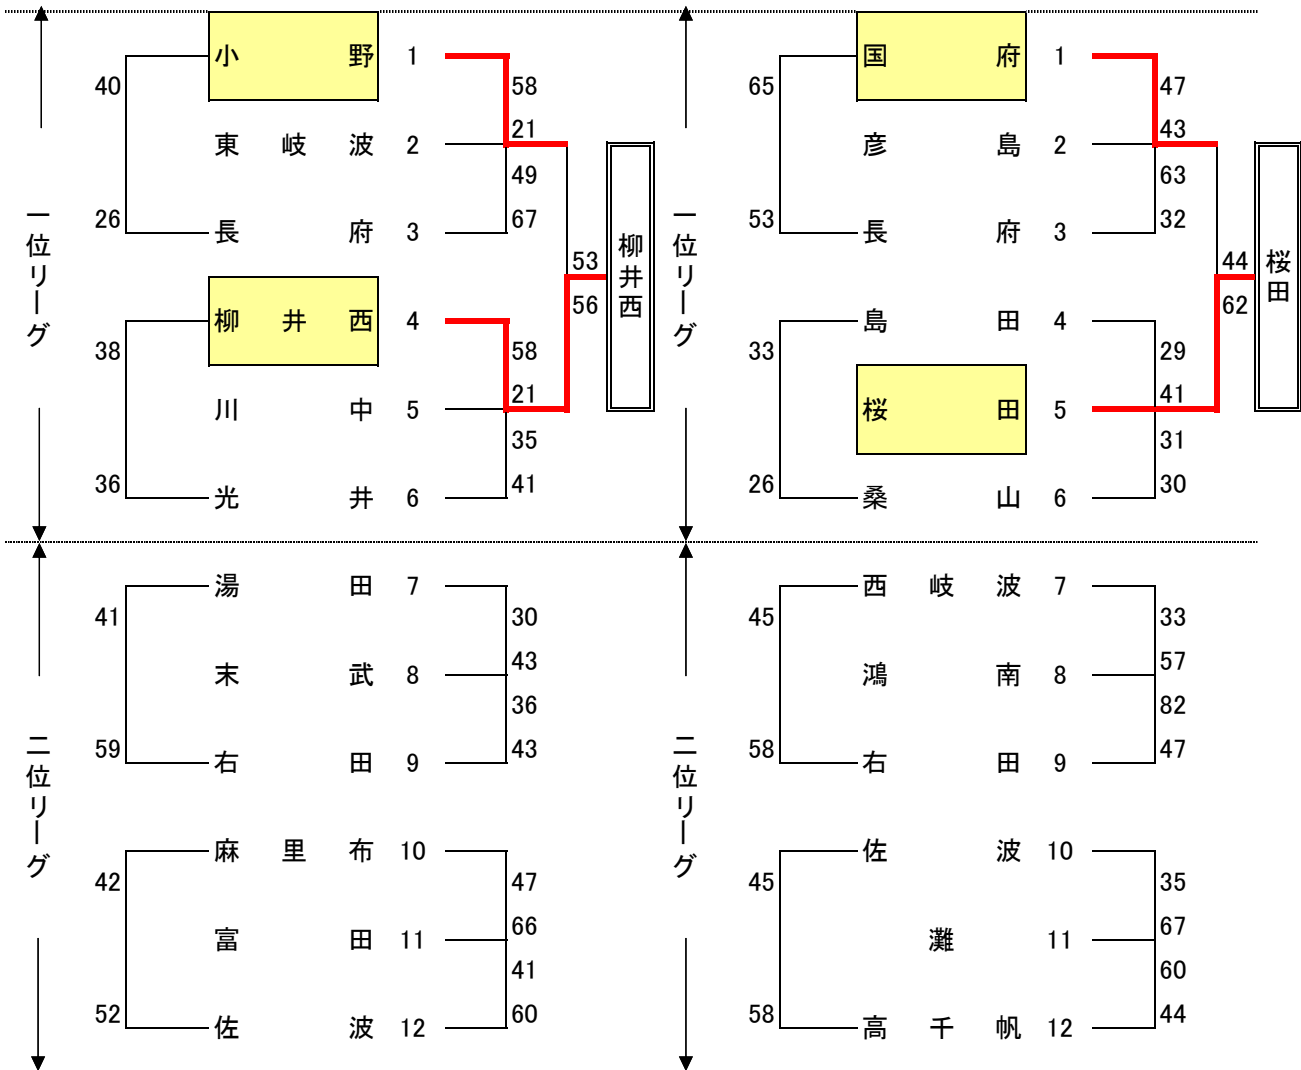 小野 1
40
58
東岐波 2
21
49
26
長府 3
67
一位リーグ
53
柳井西
56
柳井西 4
38
58
川中 5
21
35
36
光井 6
41
国府 1
65
47
彦島 2
43
63
53
長府 3
32
一位リーグ
44
桜田
62
島田 4
33
29
桜田 5
41
31
26
桑山 6
30
湯田 7
41
30
末武 8
43
36
59
右田 9
43
二位リーグ
麻里布 10
42
47
富田 11
66
41
52
佐波 12
60
西岐波 7
45
33
鴻南 8
57
82
58
右田 9
47
二位リーグ
佐波 10
45
35
灘 11
67
60
58
高千帆 12
44